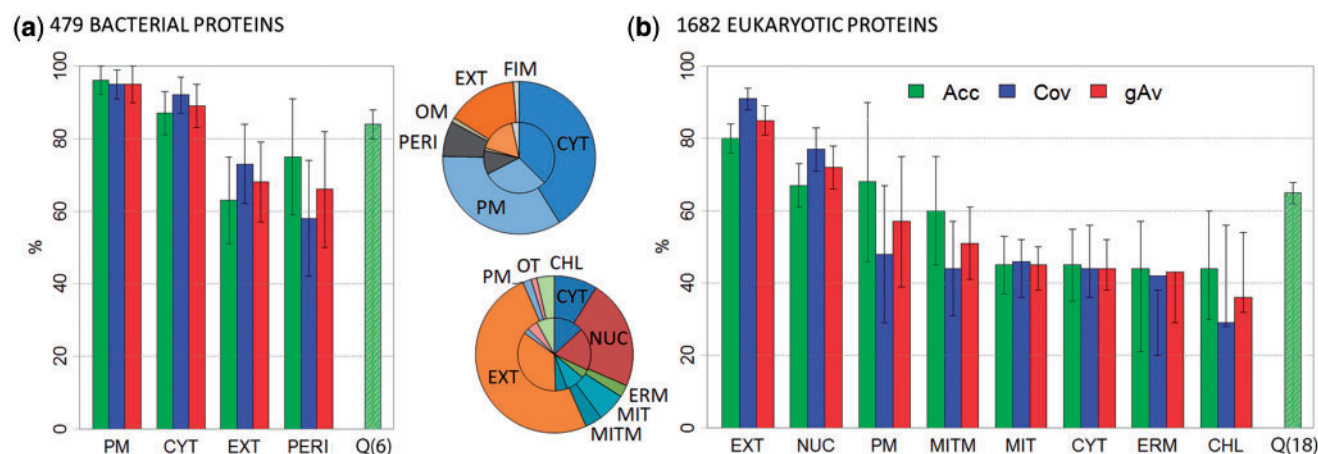 (a) 479 BACTERIAL PROTEINS
100
80
60
40
20
0
%
PM CYT EXT PERI Q(6)
FIM
EXT
OM
PERI
CYT
PM
OT CHL
PM
CYT
NUC
EXT
ERM
MIT
MITM
(b) 1682 EUKARYOTIC PROTEINS
Acc Cov gAv
100
80
60
40
20
0
%
EXT NUC PM MITM MIT CYT ERM CHL Q(18)